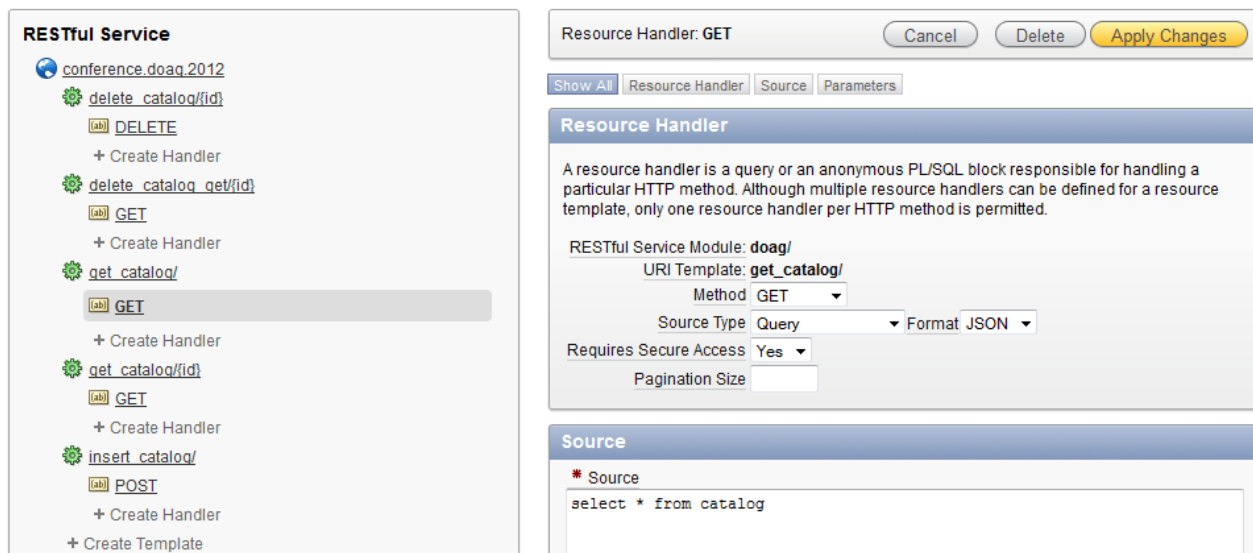 RESTful Service
conference.doag.2012
delete_catalog/{id}
DELETE
+ Create Handler
delete_catalog_get/{id}
GET
+ Create Handler
get_catalog/
GET
+ Create Handler
get_catalog/{id}
GET
+ Create Handler
insert_catalog/
POST
+ Create Handler
+ Create Template
Resource Handler: GET Cancel Delete Apply Changes
Show All Resource Handler Source Parameters
Resource Handler
A resource handler is a query or an anonymous PL/SQL block responsible for handling a
particular HTTP method. Although multiple resource handlers can be defined for a resource
template, only one resource handler per HTTP method is permitted.
RESTful Service Module: doag/
URI Template: get_catalog/
Method GET
Source Type Query Format JSON
Requires Secure Access Yes
Pagination Size
Source
* Source
select * from catalog